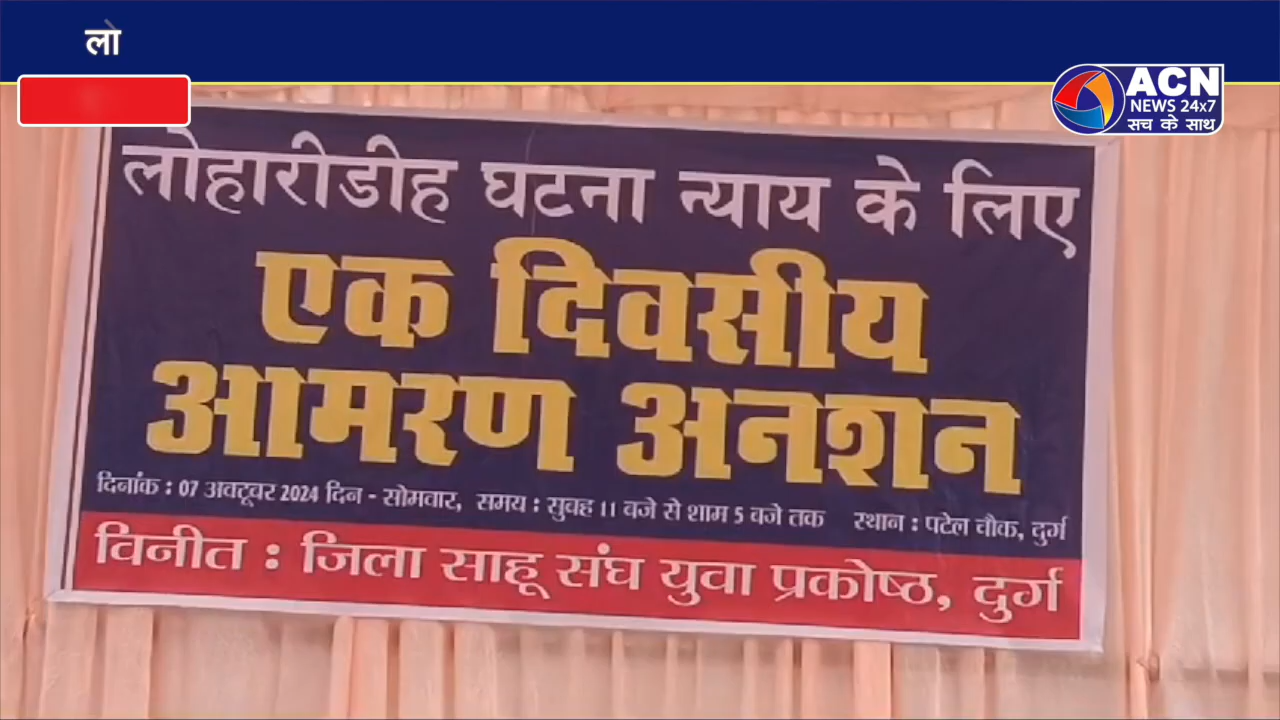 लो
ACN
NEWS 24x7
सच के साथ
लोहारीडीह घटना न्याय के लिए
एक दिवसीय
आमरण अनशन
दिनांक : 07 अक्टूबर 2024 दिन - सोमवार, समय : सुबह 11 बजे से शाम 5 बजे तक स्थान : पटेल चौक, दुर्ग
विनीत : जिला साहू संघ युवा प्रकोष्ठ, दुर्ग